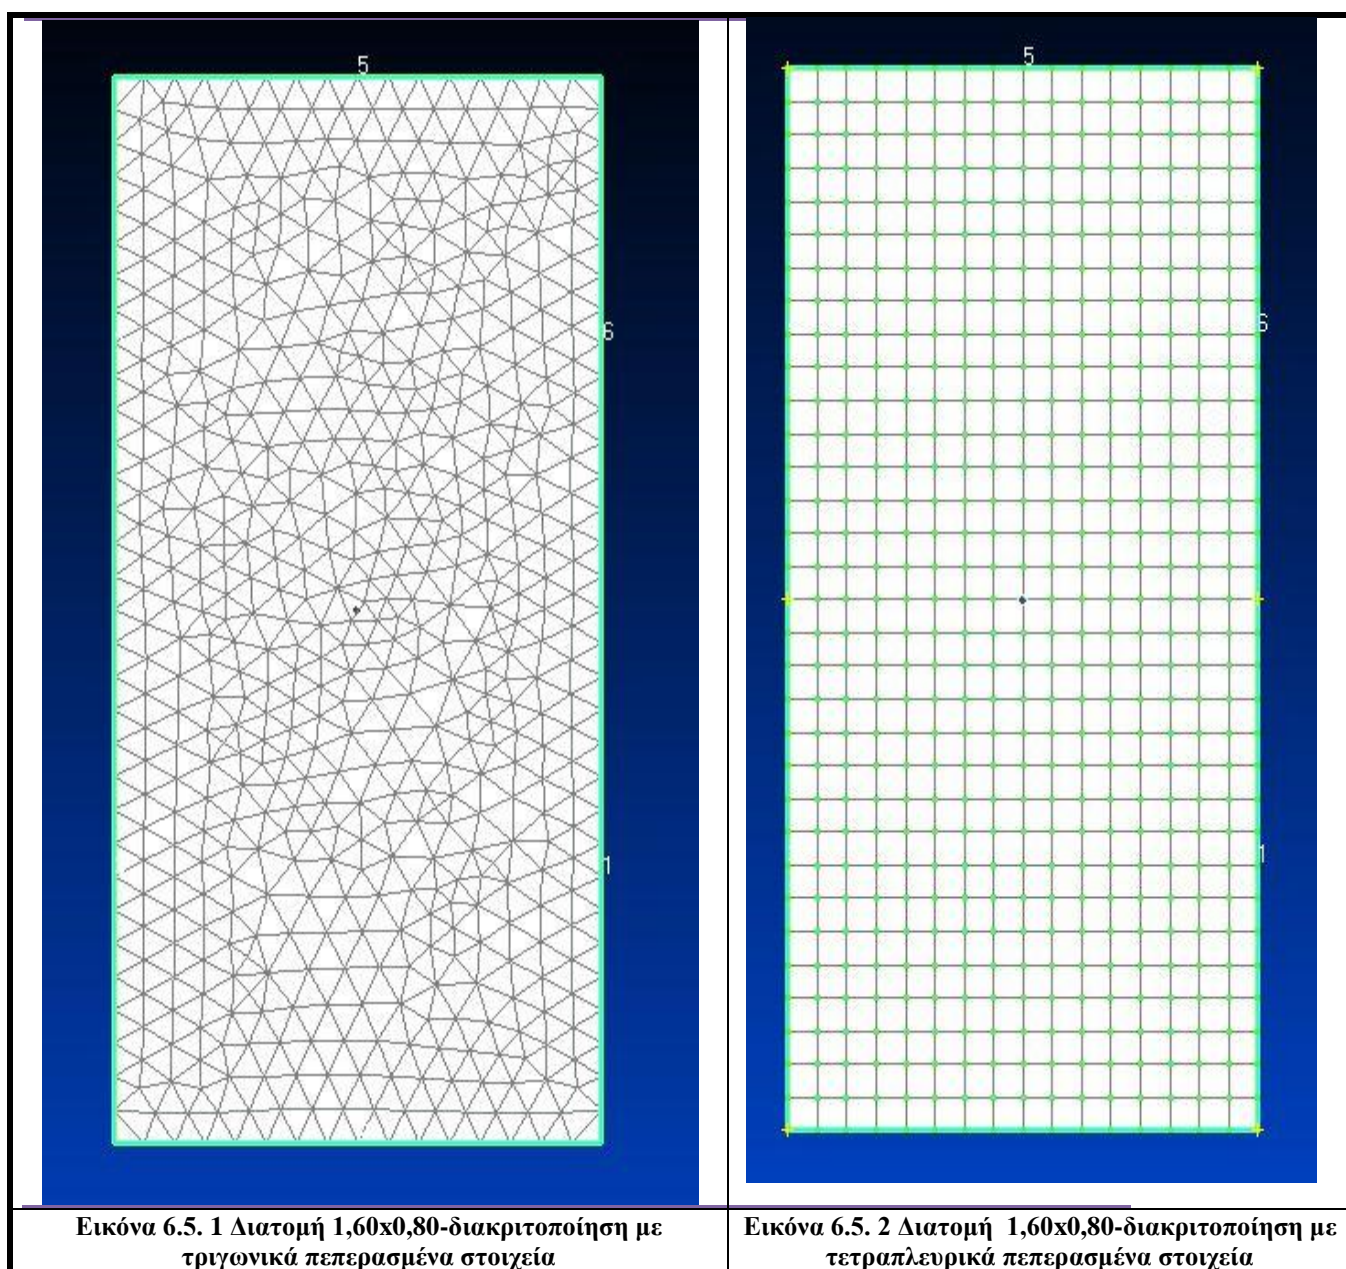 5
6
1
5
6
1
Εικόνα 6.5. 1 Διατομή 1,60x0,80-διακριτοποίηση με
τριγωνικά πεπερασμένα στοιχεία
Εικόνα 6.5. 2 Διατομή 1,60x0,80-διακριτοποίηση με
τετραπλευρικά πεπερασμένα στοιχεία